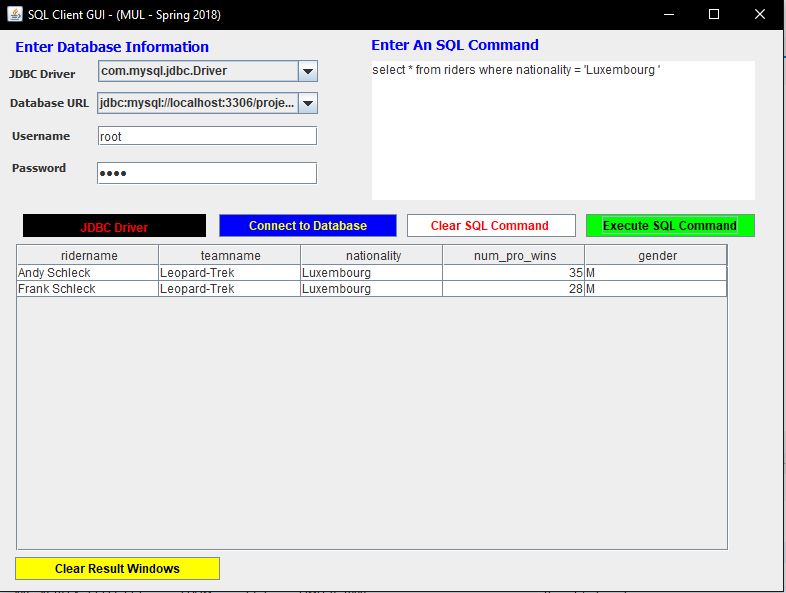 SQL Client GUI - (MUL - Spring 2018)
Enter Database Information
Enter An SQL Command
JDBC Driver com.mysql.jdbc.Driver
select * from riders where nationality = 'Luxembourg '
Database URL jdbc:mysql://localhost:3306/proje...
Username root
Password ●●●●
JDBC Driver Connect to Database Clear SQL Command Execute SQL Command
ridername teamname nationality num_pro_wins gender
Andy Schleck Leopard-Trek Luxembourg 35 M
Frank Schleck Leopard-Trek Luxembourg 28 M
Clear Result Windows